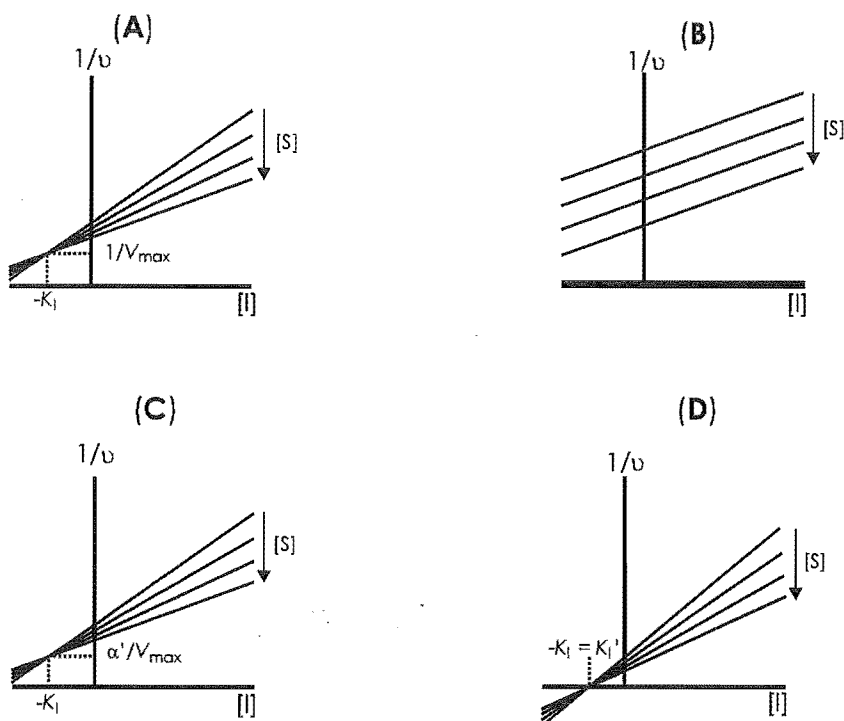 (A)
1/υ
[S]
1/Vmax
-KI
[I]
(B)
1/υ
[S]
[I]
(C)
1/υ
[S]
α'/Vmax
-KI
[I]
(D)
1/υ
[S]
-KI = KI'
[I]